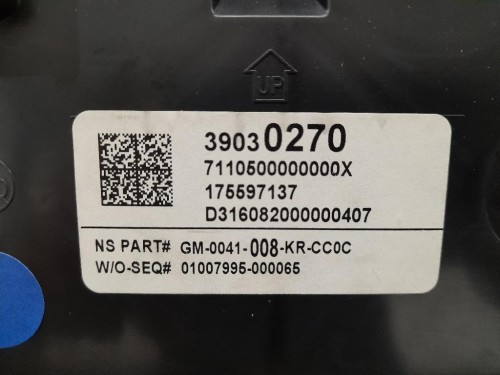 UP
39030270
7110500000000X
175597137
D316082000000407
NS PART# GM-0041-008-KR-CC0C
W/O-SEQ# 01007995-000065